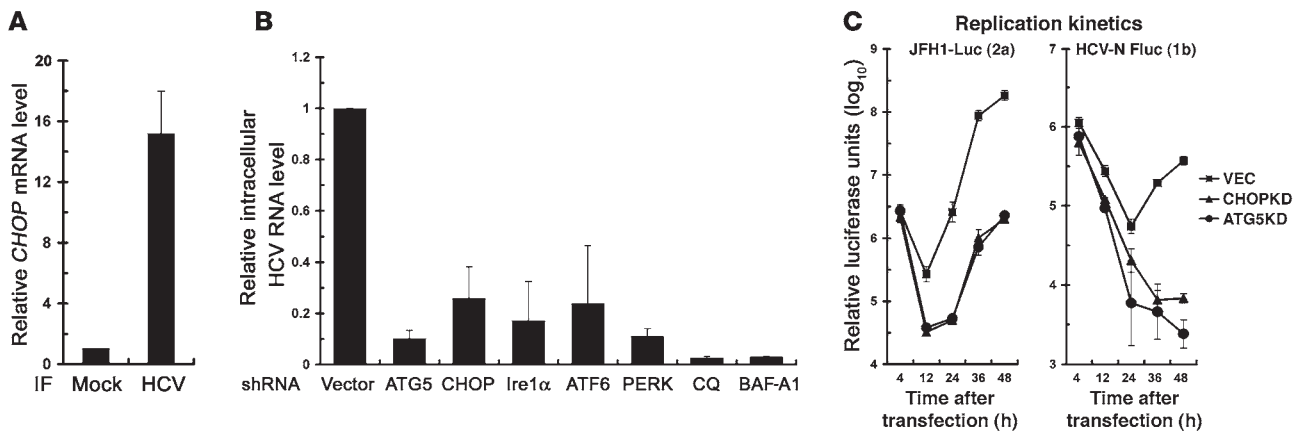 A
Relative CHOP mRNA level
20
16
12
8
4
0
IF Mock HCV
B
Relative intracellular
HCV RNA level
1.2
1
0.8
0.6
0.4
0.2
0
shRNA Vector ATG5 CHOP Ire1α ATF6 PERK CQ BAF-A1
C
Replication kinetics
JFH1-Luc (2a)
Relative luciferase units (log10)
9
8
7
6
5
4
4 12 24 36 48
Time after
transfection (h)
HCV-N Fluc (1b)
7
6
5
4
3
4 12 24 36 48
Time after
transfection (h)
VEC
CHOPKD
ATG5KD